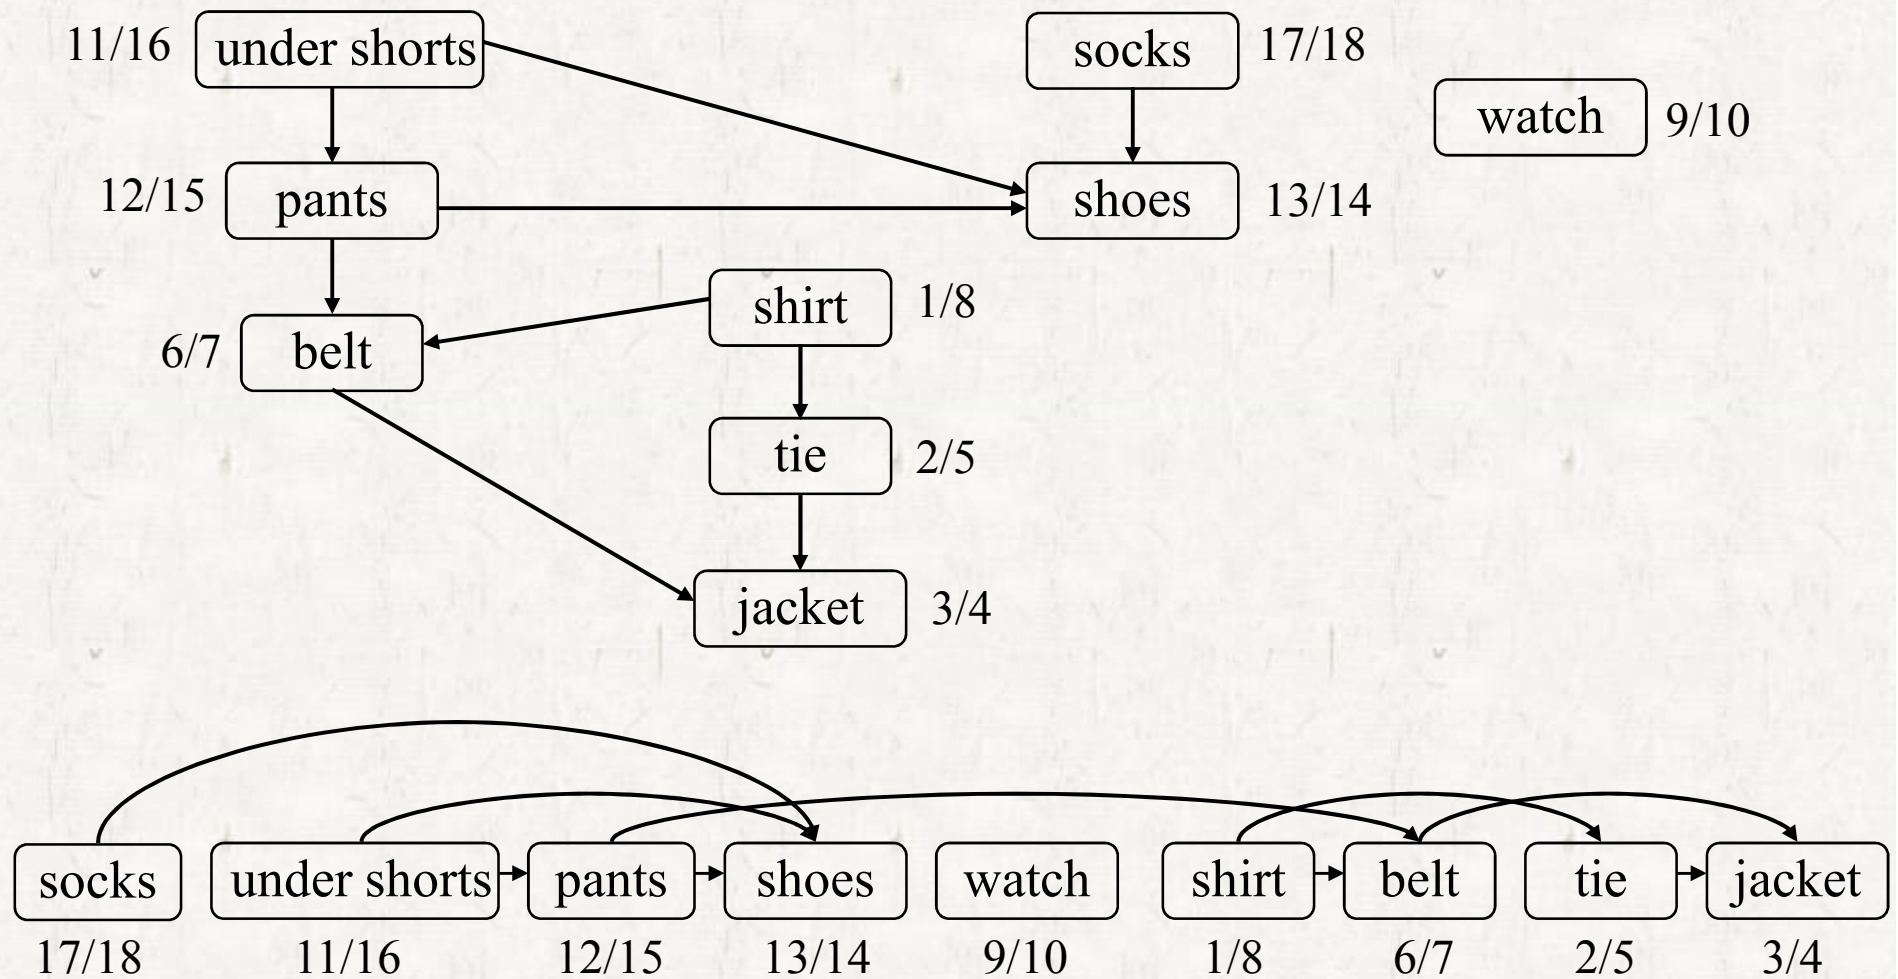 11/16 under shorts socks 17/18
watch 9/10
12/15 pants shoes 13/14
shirt 1/8
6/7 belt
tie 2/5
jacket 3/4
socks under shorts pants shoes watch shirt belt tie jacket
17/18 11/16 12/15 13/14 9/10 1/8 6/7 2/5 3/4